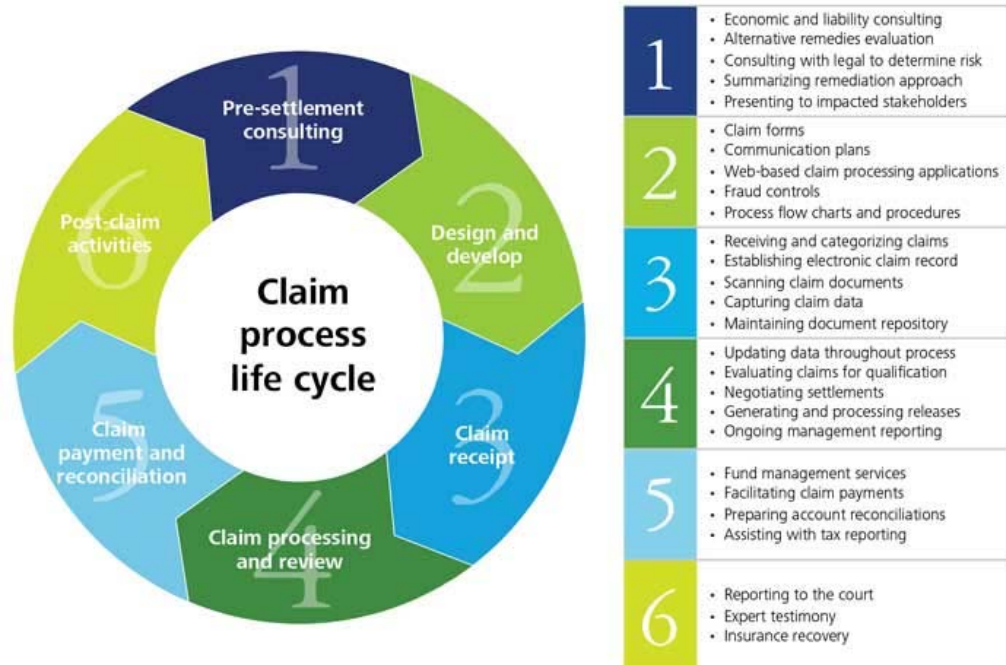 1
Pre-settlement
consulting
2
Design and
develop
3
Claim
receipt
4
Claim processing
and review
5
Claim
payment and
reconciliation
6
Post-claim
activities
Claim
process
life cycle
1
• Economic and liability consulting
• Alternative remedies evaluation
• Consulting with legal to determine risk
• Summarizing remediation approach
• Presenting to impacted stakeholders
2
• Claim forms
• Communication plans
• Web-based claim processing applications
• Fraud controls
• Process flow charts and procedures
3
• Receiving and categorizing claims
• Establishing electronic claim record
• Scanning claim documents
• Capturing claim data
• Maintaining document repository
4
• Updating data throughout process
• Evaluating claims for qualification
• Negotiating settlements
• Generating and processing releases
• Ongoing management reporting
5
• Fund management services
• Facilitating claim payments
• Preparing account reconciliations
• Assisting with tax reporting
6
• Reporting to the court
• Expert testimony
• Insurance recovery